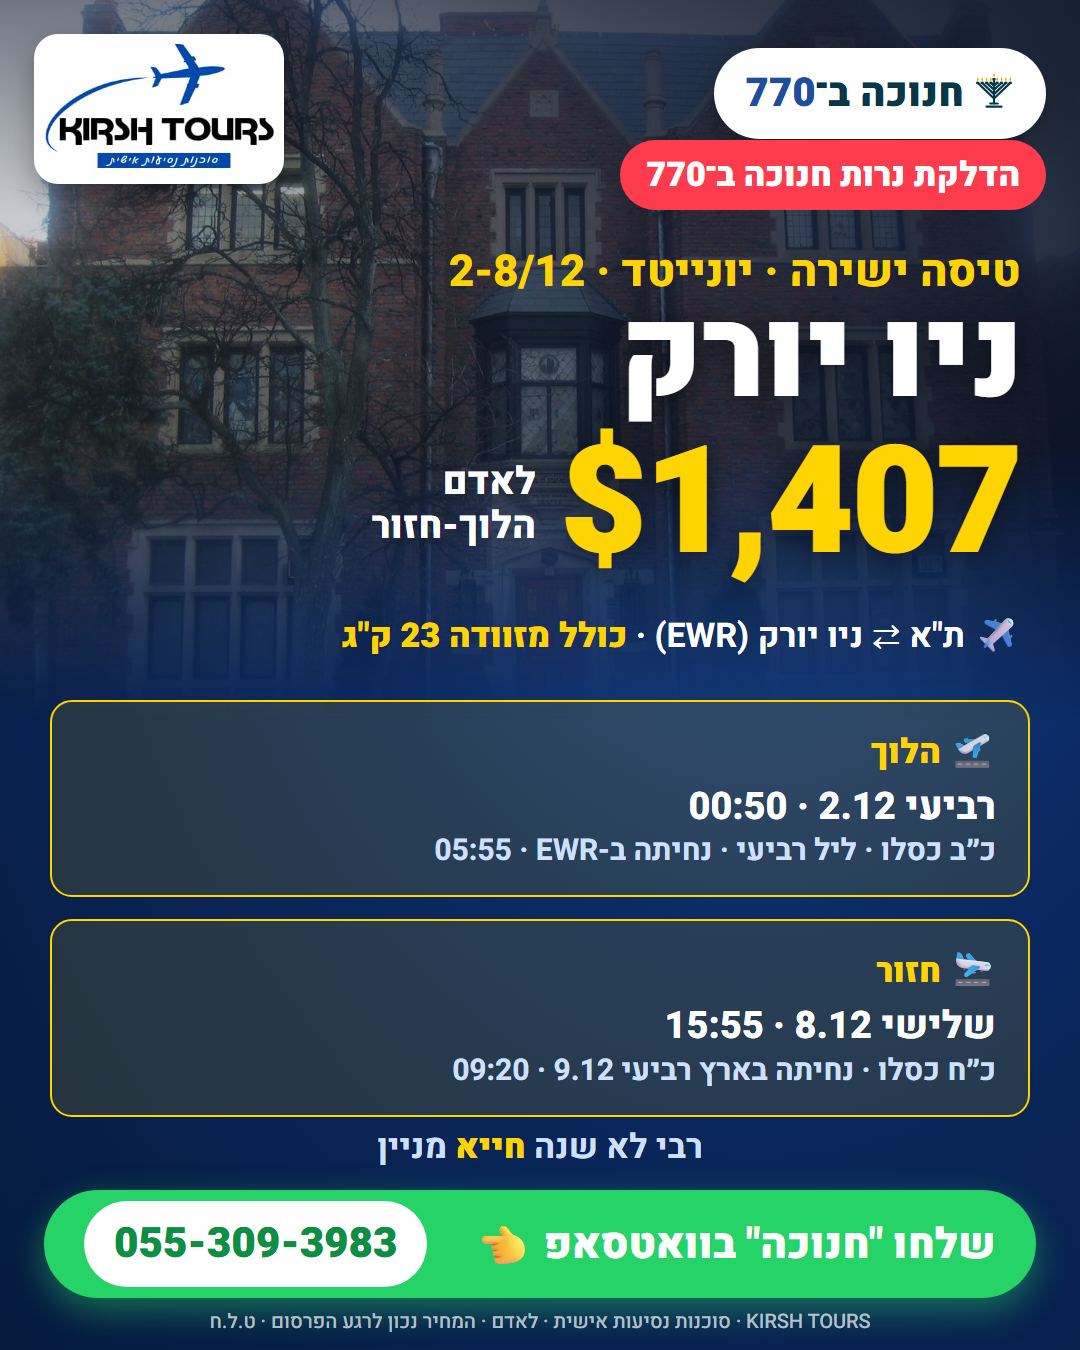 KIRSH TOURS
סוכנות נסיעות אישית
חנוכה ב־770
הדלקת נרות חנוכה ב־770
טיסה ישירה · יונייטד · 2-8/12
ניו יורק
$1,407
לאדם
הלוך-חזור
ת"א ⇄ ניו יורק (EWR) · כולל מזוודה 23 ק"ג
הלוך
רביעי 2.12 · 00:50
כ״ב כסלו · ליל רביעי · נחיתה ב-EWR · 05:55
חזור
שלישי 8.12 · 15:55
כ״ח כסלו · נחיתה בארץ רביעי 9.12 · 09:20
רבי לא שנה חייא מניין
שלחו "חנוכה" בוואטסאפ 👈 055-309-3983
KIRSH TOURS · סוכנות נסיעות אישית · לאדם · המחיר נכון לרגע הפרסום · ט.ל.ח